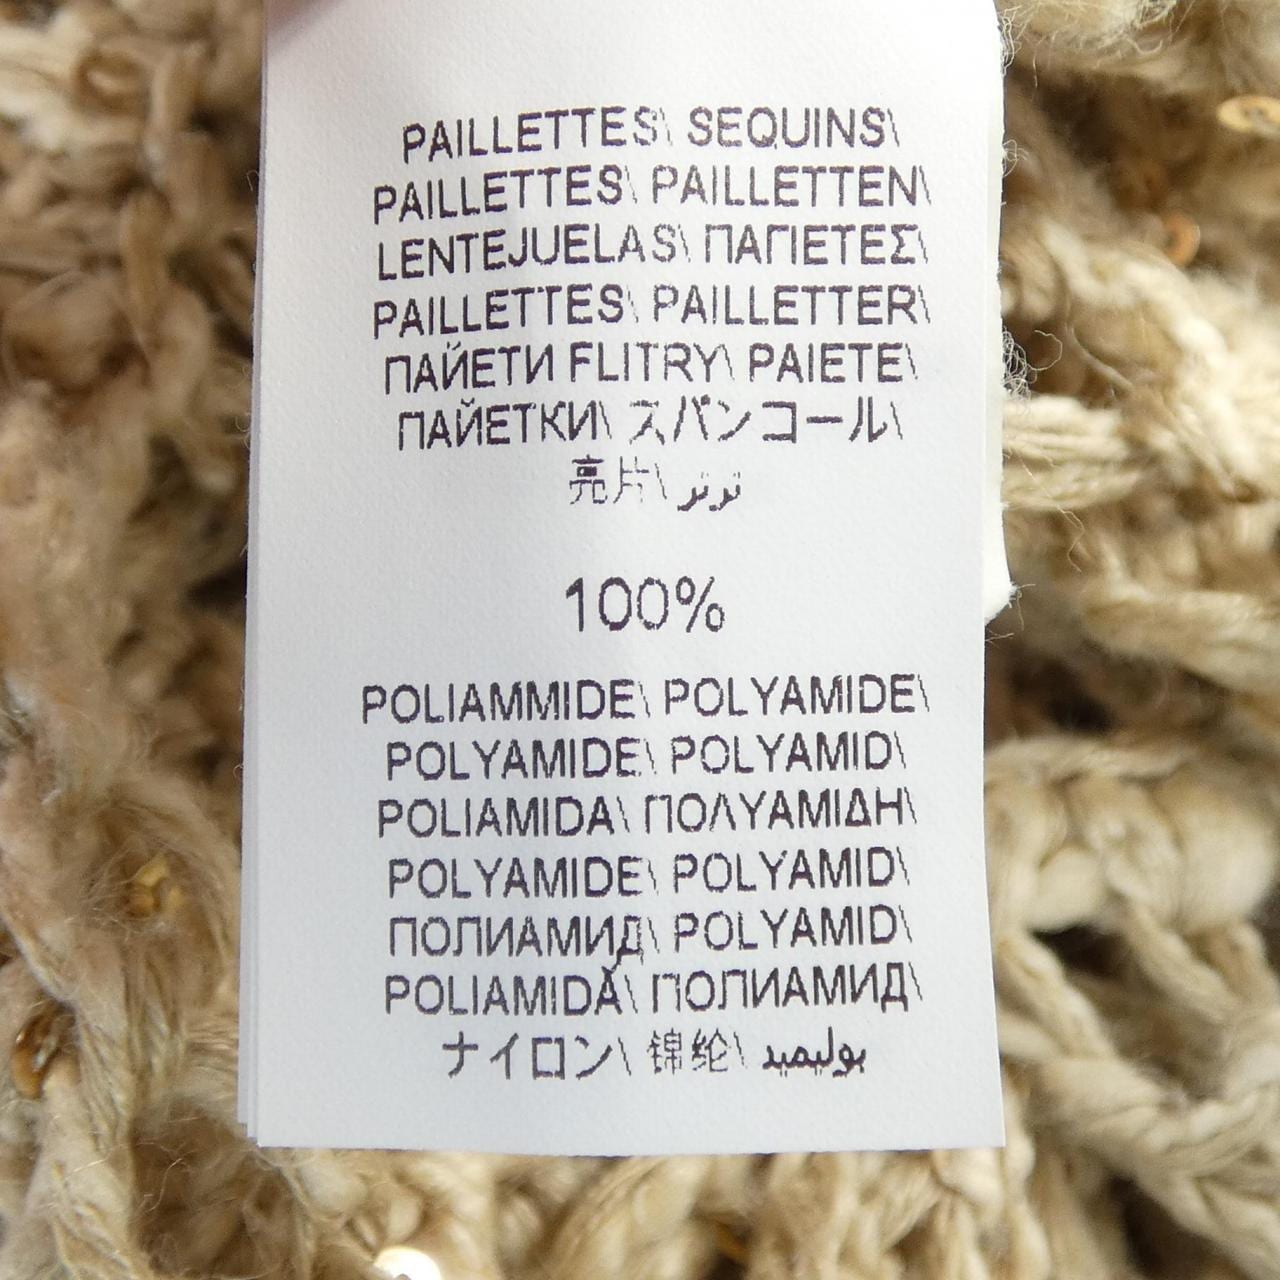 PAILLETTES\ SEQUINS\
PAILLETTES\ PAILLETTEN\
LENTEJUELAS\ ΠΑΓΙΕΤΕΣ\
PAILLETTES\ PAILLETTER\
ПАЙЕТИ FLITRY\ PAIETE\
ПАЙЕТКИ\ スパンコール\
亮片\ ترتر
100%
POLIAMMIDE\ POLYAMIDE\
POLYAMIDE\ POLYAMID\
POLIAMIDA\ ΠΟΛΥΑΜΙΔΗ\
POLYAMIDE\ POLYAMID\
ПОЛИАМИД\ POLYAMID\
POLIAMIDA\ ПОЛИАМИД\
ナイロン\ 锦纶\ بوليميد